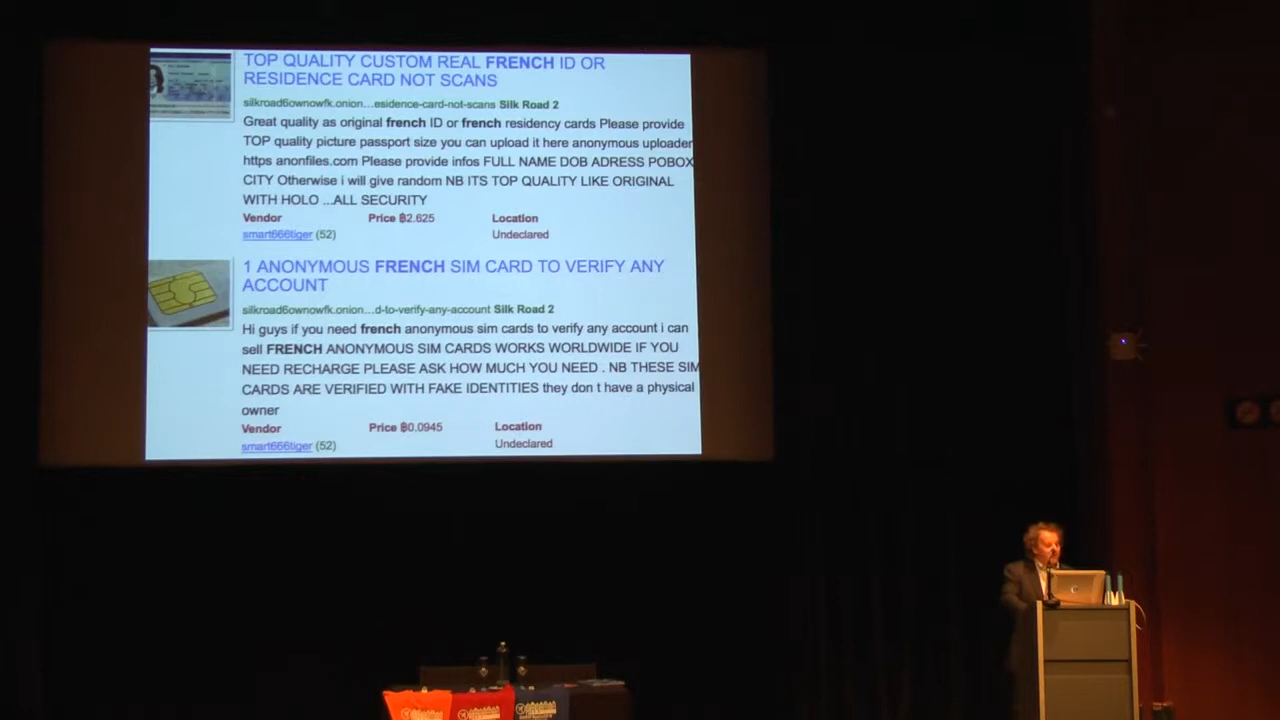 TOP QUALITY CUSTOM REAL FRENCH ID OR
RESIDENCE CARD NOT SCANS
silkroad6ownowfk.onion...esidence-card-not-scans Silk Road 2
Great quality as original french ID or french residency cards Please provide
TOP quality picture passport size you can upload it here anonymous uploader
https anonfiles.com Please provide infos FULL NAME DOB ADRESS POBOX
CITY Otherwise i will give random NB ITS TOP QUALITY LIKE ORIGINAL
WITH HOLO ...ALL SECURITY
Vendor Price ฿2.625 Location
smart666tiger (52) Undeclared
1 ANONYMOUS FRENCH SIM CARD TO VERIFY ANY
ACCOUNT
silkroad6ownowfk.onion...d-to-verify-any-account Silk Road 2
Hi guys if you need french anonymous sim cards to verify any account i can
sell FRENCH ANONYMOUS SIM CARDS WORKS WORLDWIDE IF YOU
NEED RECHARGE PLEASE ASK HOW MUCH YOU NEED . NB THESE SIM
CARDS ARE VERIFIED WITH FAKE IDENTITIES they don t have a physical
owner
Vendor Price ฿0.0945 Location
smart666tiger (52) Undeclared